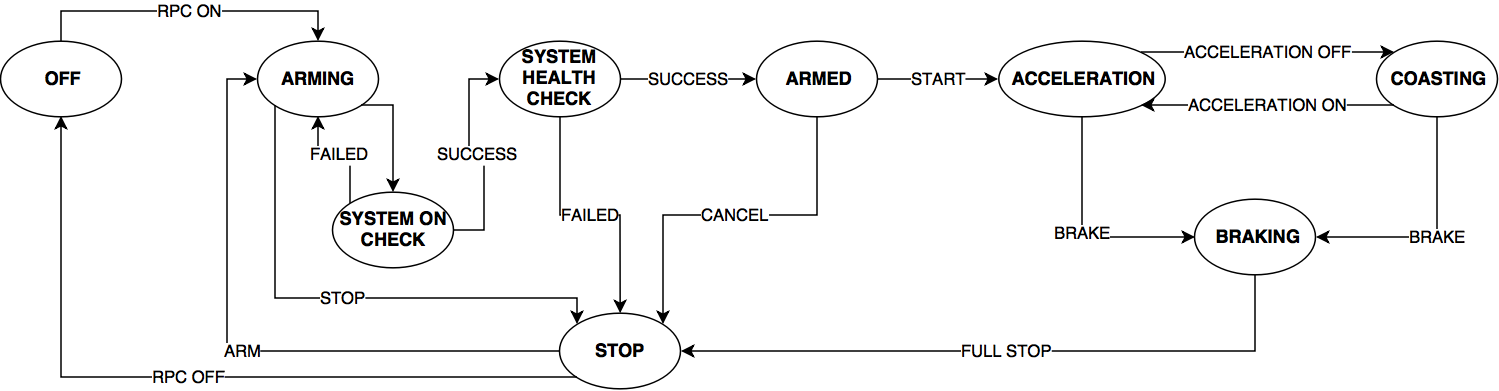 RPC ON
OFF
ARMING
SYSTEM
HEALTH
CHECK
SUCCESS
ARMED
START
ACCELERATION
ACCELERATION OFF
ACCELERATION ON
COASTING
FAILED
SUCCESS
SYSTEM ON
CHECK
FAILED
CANCEL
BRAKE
BRAKING
BRAKE
STOP
ARM
STOP
FULL STOP
RPC OFF